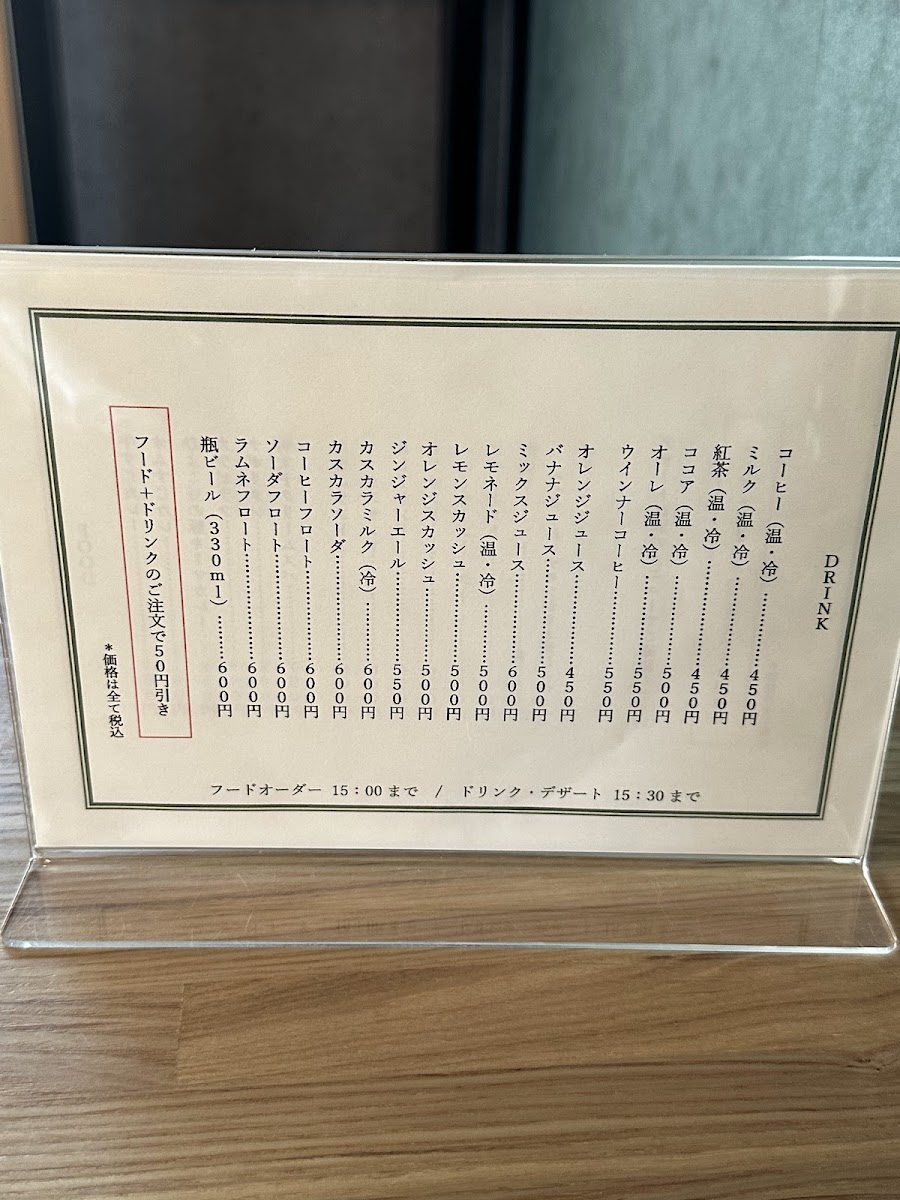 DRINK
コーヒー（温・冷）………………450円
ミルク（温・冷）………………450円
紅茶（温・冷）………………450円
ココア（温・冷）………………500円
オーレ（温・冷）………………550円
ウインナーコーヒー…………550円
オレンジジュース……………450円
バナナジュース………………500円
ミックスジュース……………600円
レモネード（温・冷）…………500円
レモンスカッシュ……………500円
オレンジスカッシュ…………500円
ジンジャーエール……………550円
カスカラミルク（冷）…………600円
カスカラソーダ………………600円
コーヒーフロート……………600円
ソーダフロート………………600円
ラムネフロート………………600円
瓶ビール（330ml）…………600円
フード＋ドリンクのご注文で50円引き
＊価格は全て税込
フードオーダー 15：00まで / ドリンク・デザート 15：30まで